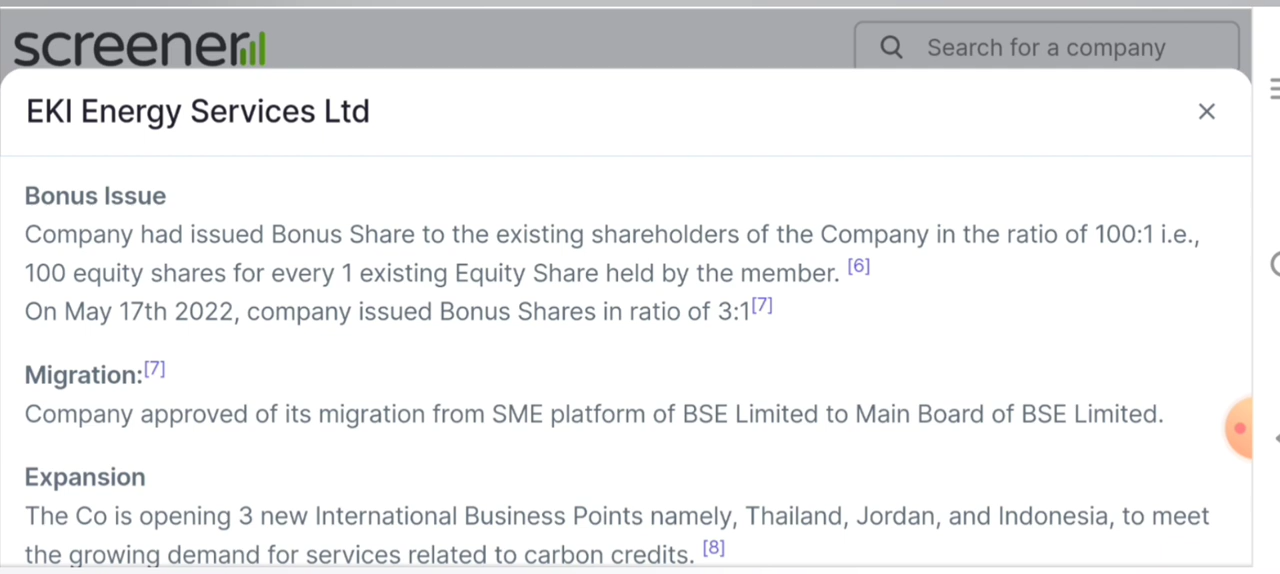 screener
Search for a company
EKI Energy Services Ltd
Bonus Issue
Company had issued Bonus Share to the existing shareholders of the Company in the ratio of 100:1 i.e.,
100 equity shares for every 1 existing Equity Share held by the member. [6]
On May 17th 2022, company issued Bonus Shares in ratio of 3:1[7]
Migration:[7]
Company approved of its migration from SME platform of BSE Limited to Main Board of BSE Limited.
Expansion
The Co is opening 3 new International Business Points namely, Thailand, Jordan, and Indonesia, to meet
the growing demand for services related to carbon credits. [8]